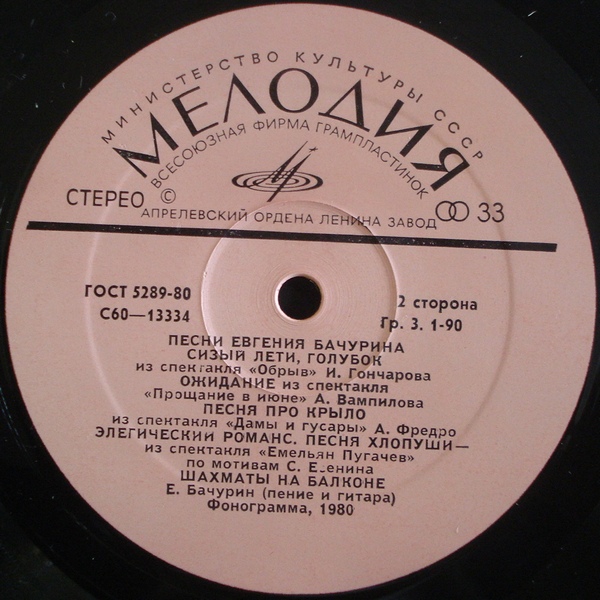 МИНИСТЕРСТВО КУЛЬТУРЫ СССР
МЕЛОДИЯ
ВСЕСОЮЗНАЯ ФИРМА ГРАМПЛАСТИНОК
СТЕРЕО © 33
АПРЕЛЕВСКИЙ ОРДЕНА ЛЕНИНА ЗАВОД
ГОСТ 5289-80 2 сторона
С60—13334 Гр. 3. 1-90
ПЕСНИ ЕВГЕНИЯ БАЧУРИНА
СИЗЫЙ ЛЕТИ, ГОЛУБОК
из спектакля «Обрыв» И. Гончарова
ОЖИДАНИЕ из спектакля
«Прощание в июне» А. Вампилова
ПЕСНЯ ПРО КРЫЛО
из спектакля «Дамы и гусары» А. Фредро
ЭЛЕГИЧЕСКИЙ РОМАНС. ПЕСНЯ ХЛОПУШИ—
из спектакля «Емельян Пугачев»
по мотивам С. Есенина
ШАХМАТЫ НА БАЛКОНЕ
Е. Бачурин (пение и гитара)
Фонограмма, 1980